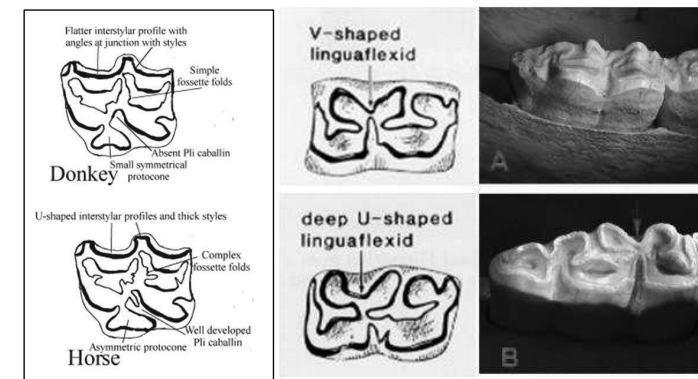 Flatter interstylar profile with
angles at junction with styles
Simple
fossette folds
Absent Pli caballin
Small symmetrical
protocone
Donkey
U-shaped interstylar profiles and thick styles
Complex
fossette folds
Well developed
Pli caballin
Asymmetric protocone
Horse
V-shaped
linguaflexid
deep U-shaped
linguaflexid
A
B